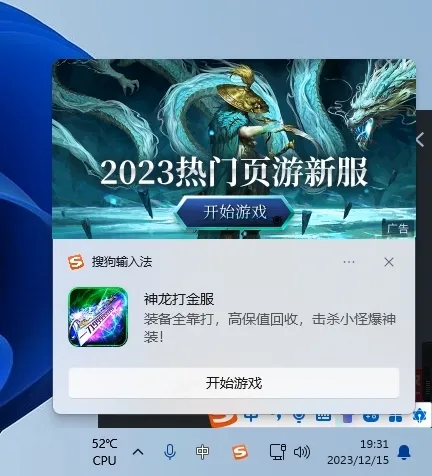 2023热门页游新服
开始游戏
广告
搜狗输入法
神龙打金服
装备全靠打，高保值回收，击杀小怪爆神
装！
开始游戏
中
52℃
CPU
中
19:31
2023/12/15